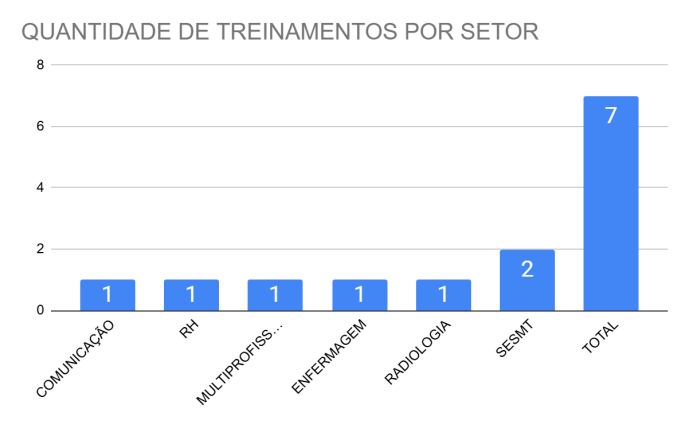 QUANTIDADE DE TREINAMENTOS POR SETOR
8
6
4
2
0
1
1
1
1
1
2
7
COMUNICAÇÃO
RH
MULTIPROFISS...
ENFERMAGEM
RADIOLOGIA
SESMT
TOTAL